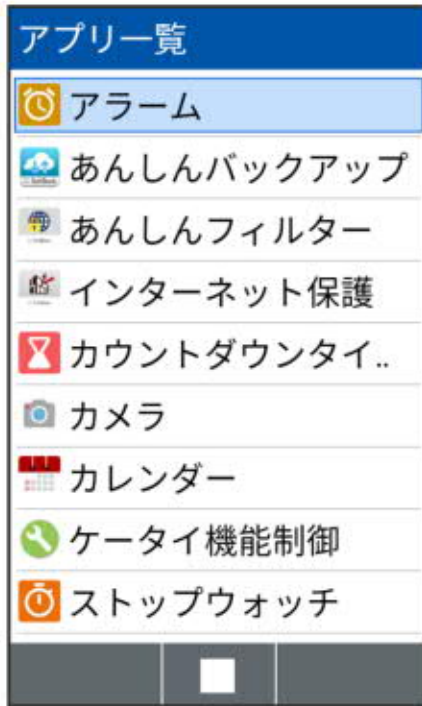 アプリ一覧
アラーム
あんしんバックアップ
あんしんフィルター
インターネット保護
カウントダウンタイ..
カメラ
カレンダー
ケータイ機能制御
ストップウォッチ